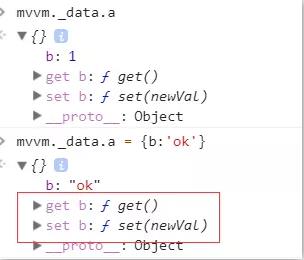 > mvvm._data.a
< ▼ {} i
b: 1
▶ get b: ƒ get()
▶ set b: ƒ set(newVal)
▶ __proto__: Object
> mvvm._data.a = {b:'ok'}
< ▼ {} i
b: "ok"
▶ get b: ƒ get()
▶ set b: ƒ set(newVal)
▶ __proto__: Object